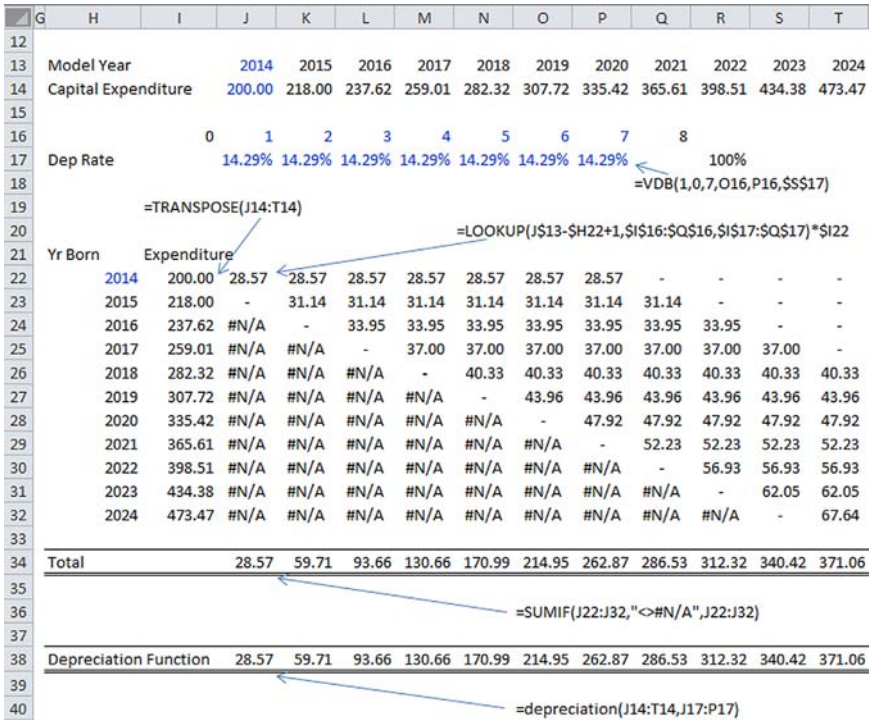 G H I J K L M N O P Q R S T
12
13 Model Year 2014 2015 2016 2017 2018 2019 2020 2021 2022 2023 2024
14 Capital Expenditure 200.00 218.00 237.62 259.01 282.32 307.72 335.42 365.61 398.51 434.38 473.47
15
16 0 1 2 3 4 5 6 7 8
17 Dep Rate 14.29% 14.29% 14.29% 14.29% 14.29% 14.29% 14.29% 100%
18 =VDB(1,0,7,O16,P16,$S$17)
19 =TRANSPOSE(J14:T14)
20 =LOOKUP(J$13-$H22+1,$I$16:$Q$16,$I$17:$Q$17)*$I22
21 Yr Born Expenditure
22 2014 200.00 28.57 28.57 28.57 28.57 28.57 28.57 28.57 - - - -
23 2015 218.00 - 31.14 31.14 31.14 31.14 31.14 31.14 31.14 - - -
24 2016 237.62 #N/A - 33.95 33.95 33.95 33.95 33.95 33.95 33.95 - -
25 2017 259.01 #N/A #N/A - 37.00 37.00 37.00 37.00 37.00 37.00 37.00 -
26 2018 282.32 #N/A #N/A #N/A - 40.33 40.33 40.33 40.33 40.33 40.33 40.33
27 2019 307.72 #N/A #N/A #N/A #N/A - 43.96 43.96 43.96 43.96 43.96 43.96
28 2020 335.42 #N/A #N/A #N/A #N/A #N/A - 47.92 47.92 47.92 47.92 47.92
29 2021 365.61 #N/A #N/A #N/A #N/A #N/A #N/A - 52.23 52.23 52.23 52.23
30 2022 398.51 #N/A #N/A #N/A #N/A #N/A #N/A #N/A - 56.93 56.93 56.93
31 2023 434.38 #N/A #N/A #N/A #N/A #N/A #N/A #N/A #N/A - 62.05 62.05
32 2024 473.47 #N/A #N/A #N/A #N/A #N/A #N/A #N/A #N/A #N/A - 67.64
33
34 Total 28.57 59.71 93.66 130.66 170.99 214.95 262.87 286.53 312.32 340.42 371.06
35
36 =SUMIF(J22:J32,"<>#N/A",J22:J32)
37
38 Depreciation Function 28.57 59.71 93.66 130.66 170.99 214.95 262.87 286.53 312.32 340.42 371.06
39
40 =depreciation(J14:T14,J17:P17)